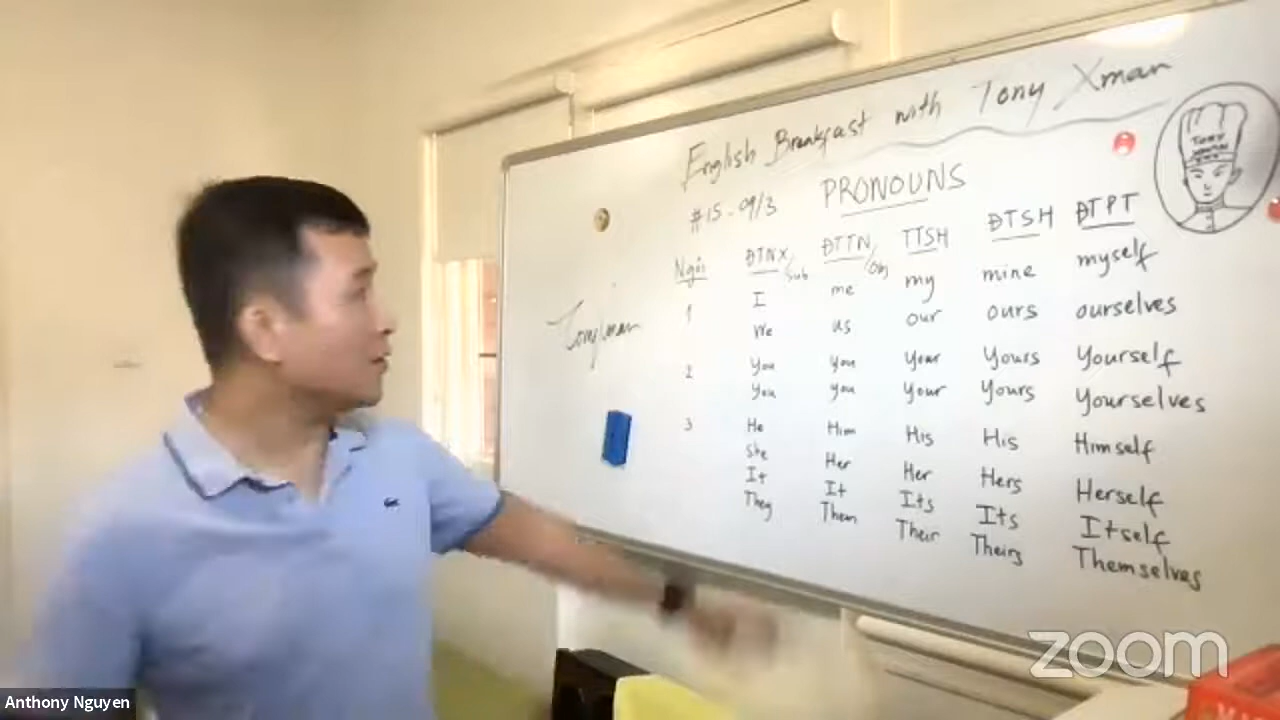 English Breakfast with Tony Xman
TONY
XMAN
#15 - 09/3 PRONOUNS
Ngôi ĐTNX/Sub ĐTTN/Obj TTSH ĐTSH ĐTPT
1 I me my mine myself
We us our ours ourselves
2 You you your yours yourself
You you your yours yourselves
3 He Him His His Himself
She Her Her Hers Herself
It It Its Its Itself
They Them Their Theirs Themselves
zoom
Anthony Nguyen